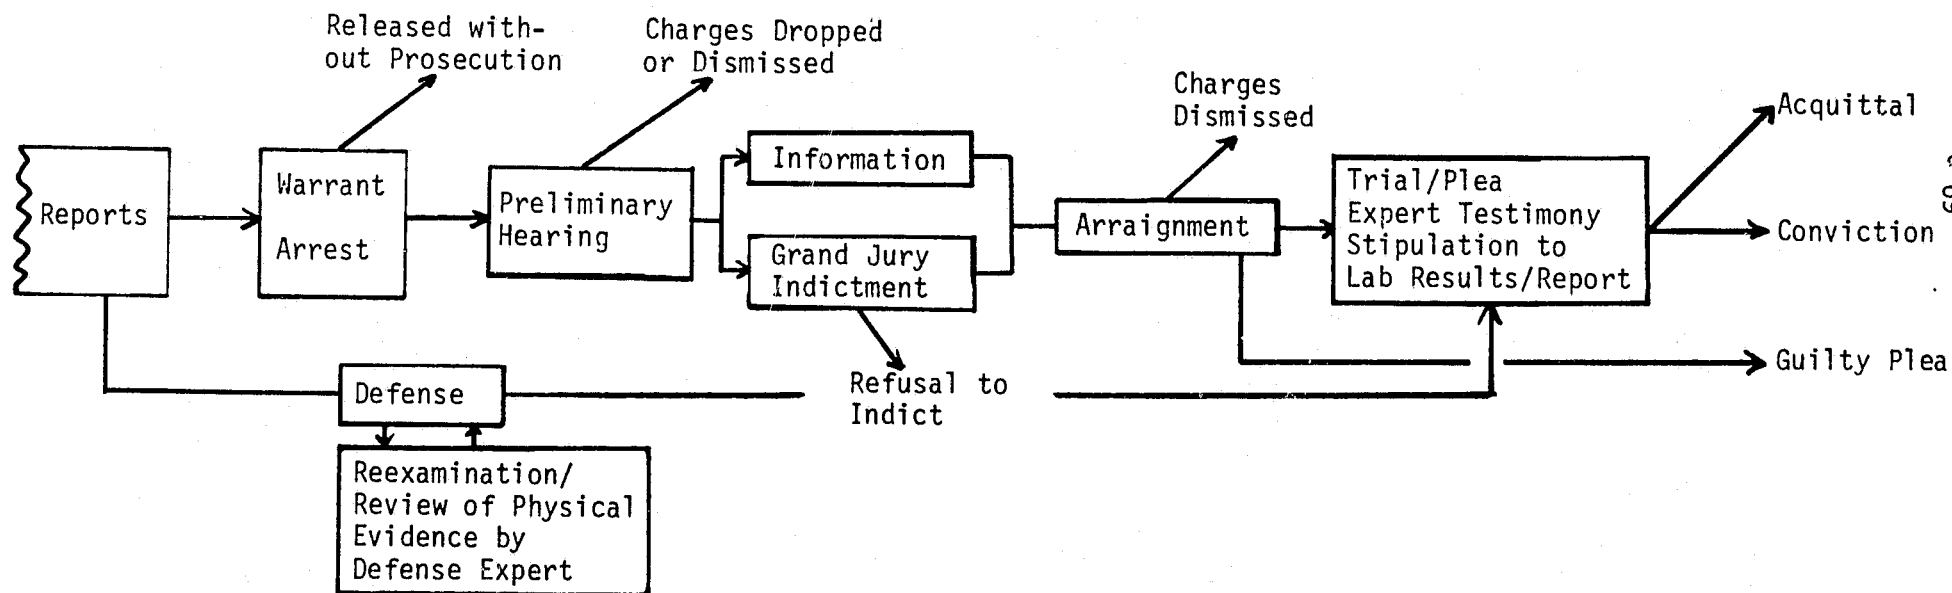 Released with-
out Prosecution
Charges Dropped
or Dismissed
Charges
Dismissed
Acquittal
Reports
Warrant
Arrest
Preliminary
Hearing
Information
Grand Jury
Indictment
Arraignment
Trial/Plea
Expert Testimony
Stipulation to
Lab Results/Report
Conviction
Guilty Plea
Refusal to
Indict
Defense
Reexamination/
Review of Physical
Evidence by
Defense Expert